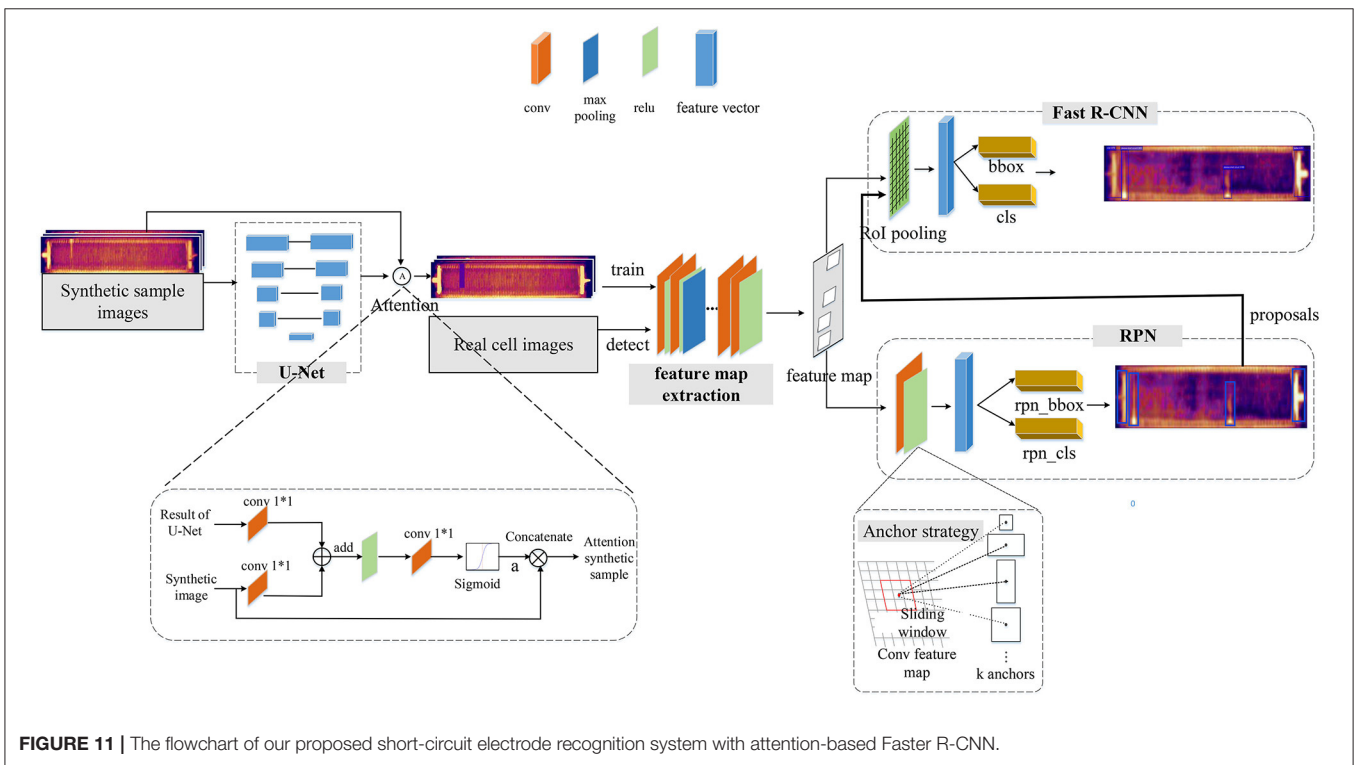 conv
max
pooling
relu
feature vector
Fast R-CNN
bbox
cls
RoI pooling
Synthetic sample
images
U-Net
A
Attention
train
Real cell images
detect
feature map
extraction
feature map
proposals
RPN
rpn_bbox
rpn_cls
0
Result of
U-Net
conv 1*1
Synthetic
image
conv 1*1
add
conv 1*1
Sigmoid
a
Concatenate
Attention
synthetic
sample
Anchor strategy
Sliding
window
Conv feature
map
k anchors
FIGURE 11 | The flowchart of our proposed short-circuit electrode recognition system with attention-based Faster R-CNN.